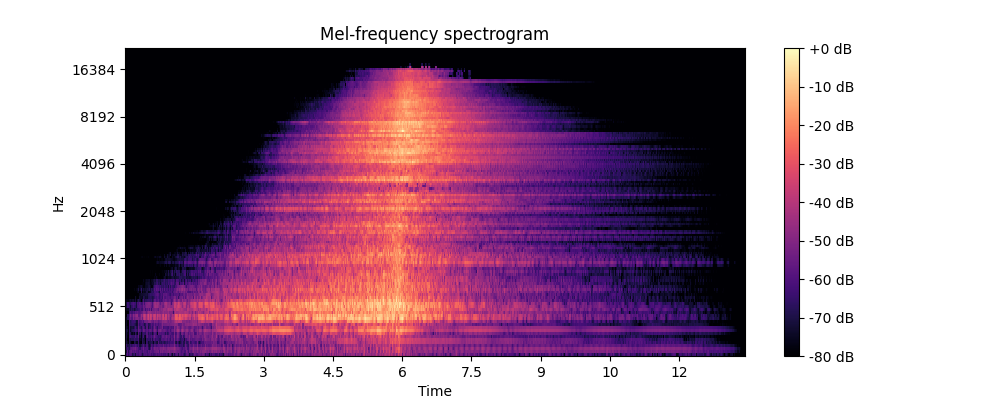 Mel-frequency spectrogram
Hz
16384
8192
4096
2048
1024
512
0
0 1.5 3 4.5 6 7.5 9 10 12
Time
+0 dB
-10 dB
-20 dB
-30 dB
-40 dB
-50 dB
-60 dB
-70 dB
-80 dB